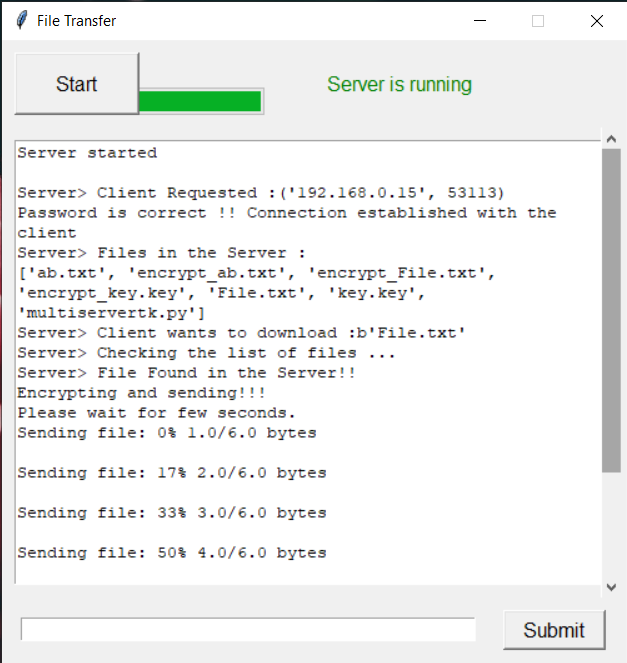 File Transfer
Start
Server is running
Server started
Server> Client Requested :('192.168.0.15', 53113)
Password is correct !! Connection established with the
client
Server> Files in the Server :
['ab.txt', 'encrypt_ab.txt', 'encrypt_File.txt',
'encrypt_key.key', 'File.txt', 'key.key',
'multiservertk.py']
Server> Client wants to download :b'File.txt'
Server> Checking the list of files ...
Server> File Found in the Server!!
Encrypting and sending!!!
Please wait for few seconds.
Sending file: 0% 1.0/6.0 bytes
Sending file: 17% 2.0/6.0 bytes
Sending file: 33% 3.0/6.0 bytes
Sending file: 50% 4.0/6.0 bytes
Submit